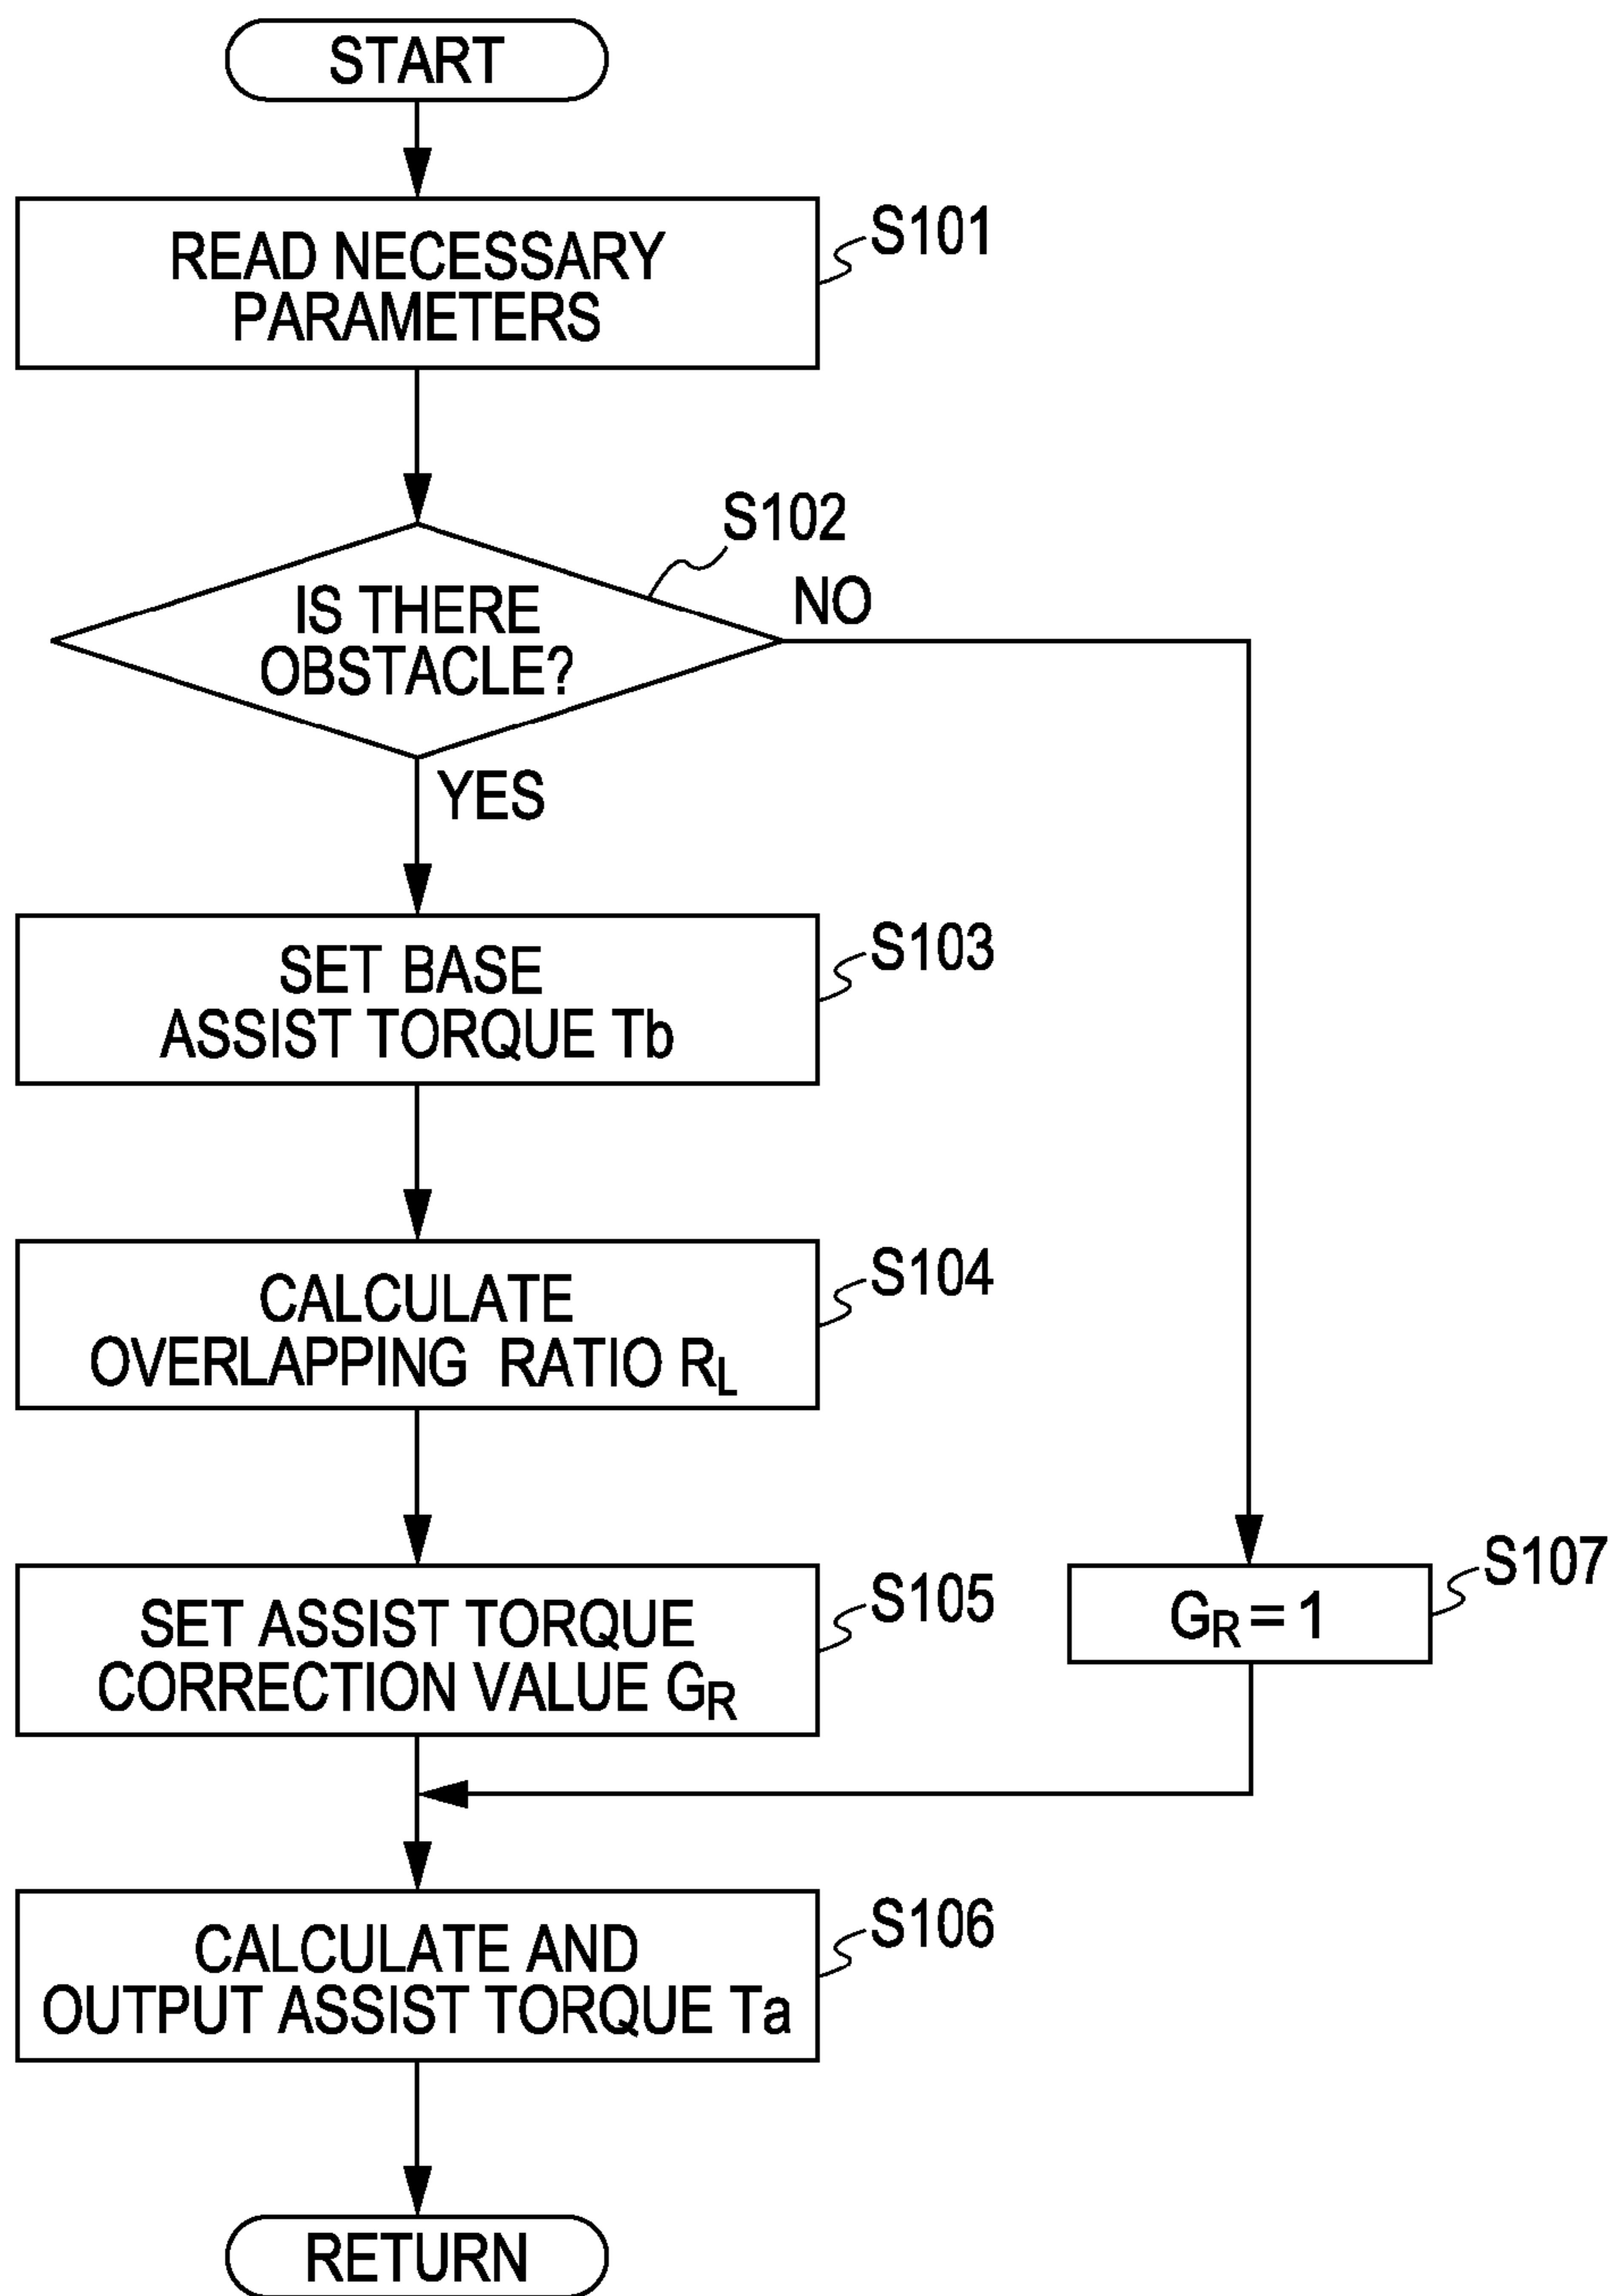 START
READ NECESSARY
PARAMETERS
S101
S102
IS THERE
OBSTACLE?
NO
YES
SET BASE
ASSIST TORQUE Tb
S103
CALCULATE
OVERLAPPING RATIO RL
S104
SET ASSIST TORQUE
CORRECTION VALUE GR
S105
GR = 1
S107
CALCULATE AND
OUTPUT ASSIST TORQUE Ta
S106
RETURN